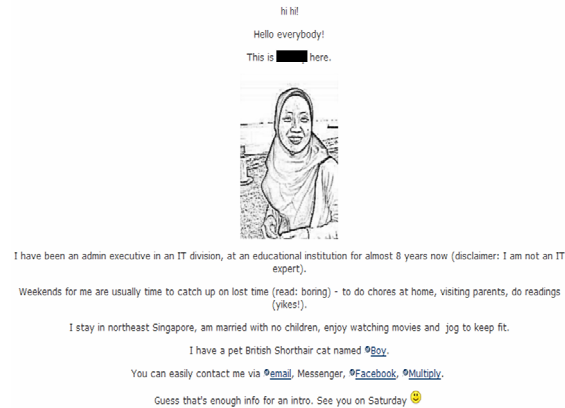 hi hi!
Hello everybody!
This is here.
I have been an admin executive in an IT division, at an educational institution for almost 8 years now (disclaimer: I am not an IT
expert).
Weekends for me are usually time to catch up on lost time (read: boring) - to do chores at home, visiting parents, do readings
(yikes!).
I stay in northeast Singapore, am married with no children, enjoy watching movies and jog to keep fit.
I have a pet British Shorthair cat named Boy.
You can easily contact me via email, Messenger, Facebook, Multiply.
Guess that's enough info for an intro. See you on Saturday